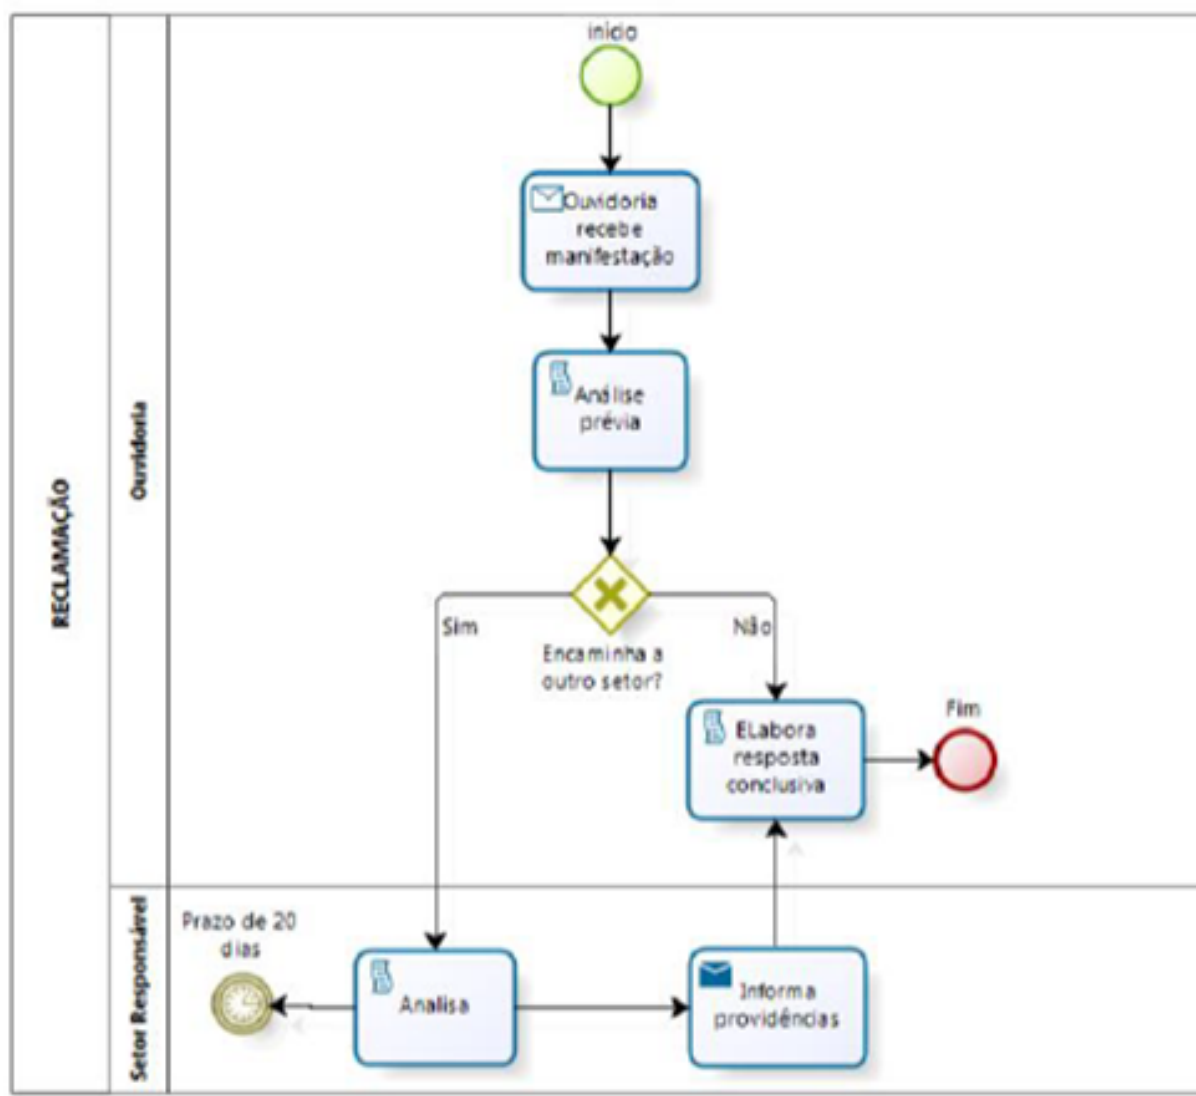 RECLAMAÇÃO
Ouvidoria
início
Ouvidoria
recebe
manifestação
Análise
prévia
Sim
Não
Encaminha a
outro setor?
ELabora
resposta
conclusiva
Fim
Setor Responsável
Prazo de 20
dias
Analisa
Informa
providências